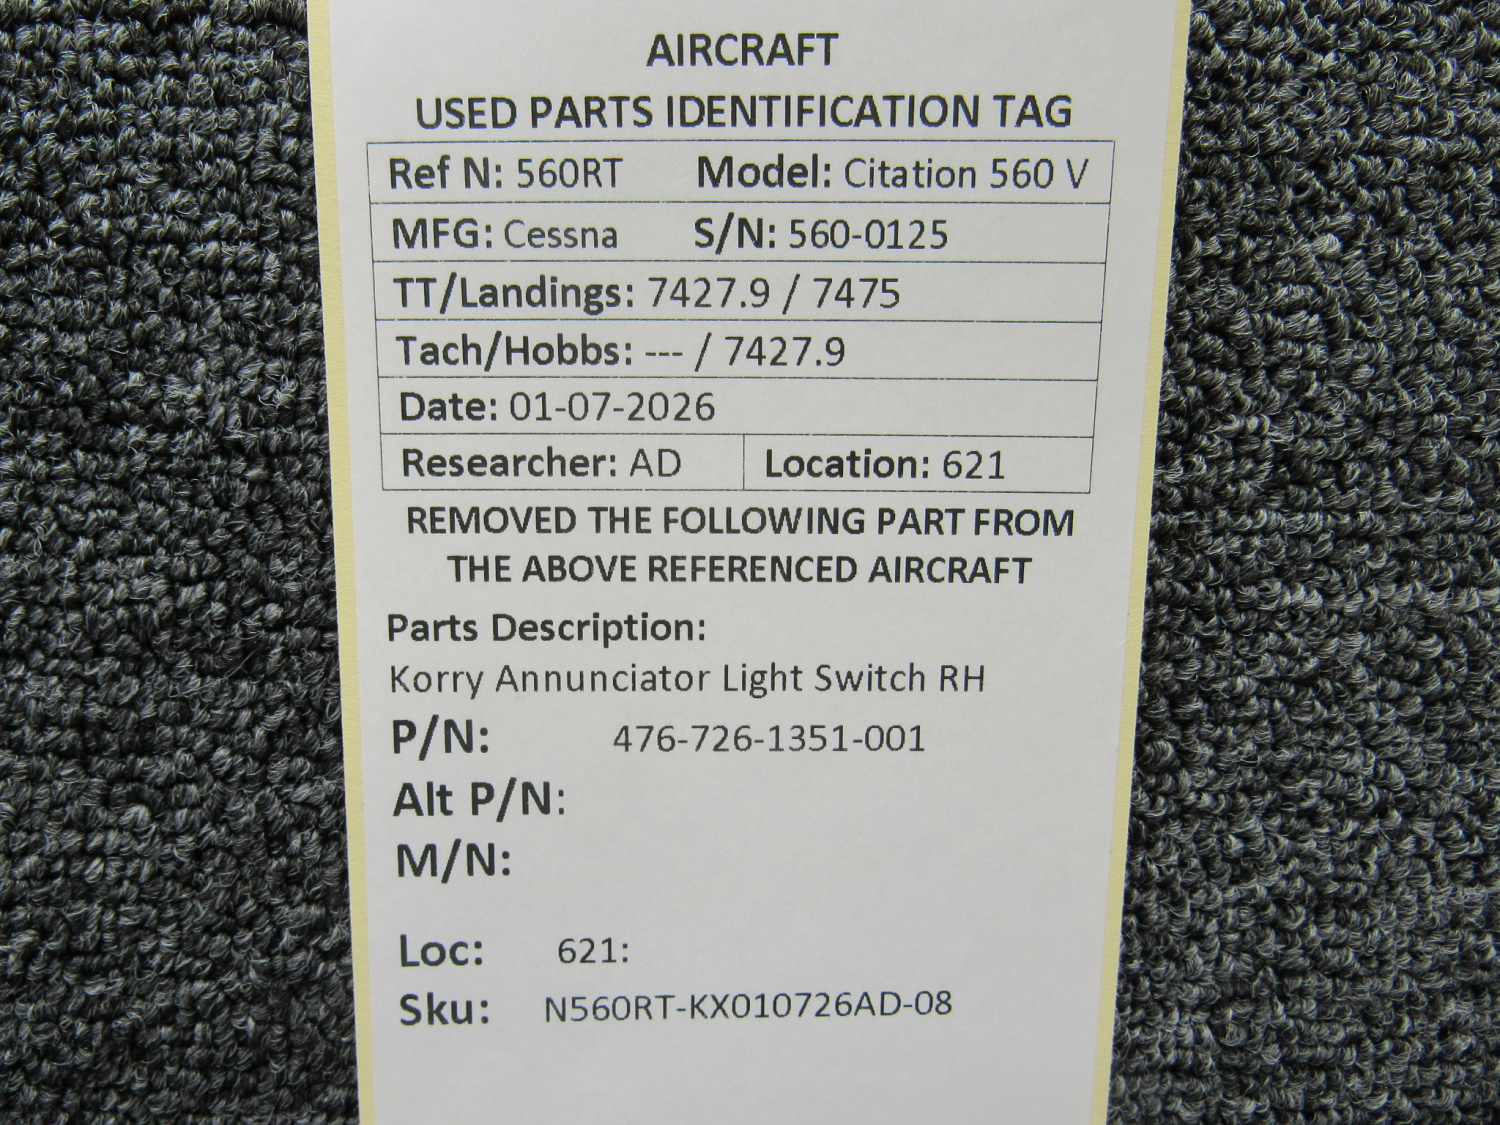 AIRCRAFT
USED PARTS IDENTIFICATION TAG
Ref N: 560RT Model: Citation 560 V
MFG: Cessna S/N: 560-0125
TT/Landings: 7427.9 / 7475
Tach/Hobbs: --- / 7427.9
Date: 01-07-2026
Researcher: AD Location: 621
REMOVED THE FOLLOWING PART FROM
THE ABOVE REFERENCED AIRCRAFT
Parts Description:
Korry Annunciator Light Switch RH
P/N: 476-726-1351-001
Alt P/N:
M/N:
Loc: 621:
Sku: N560RT-KX010726AD-08